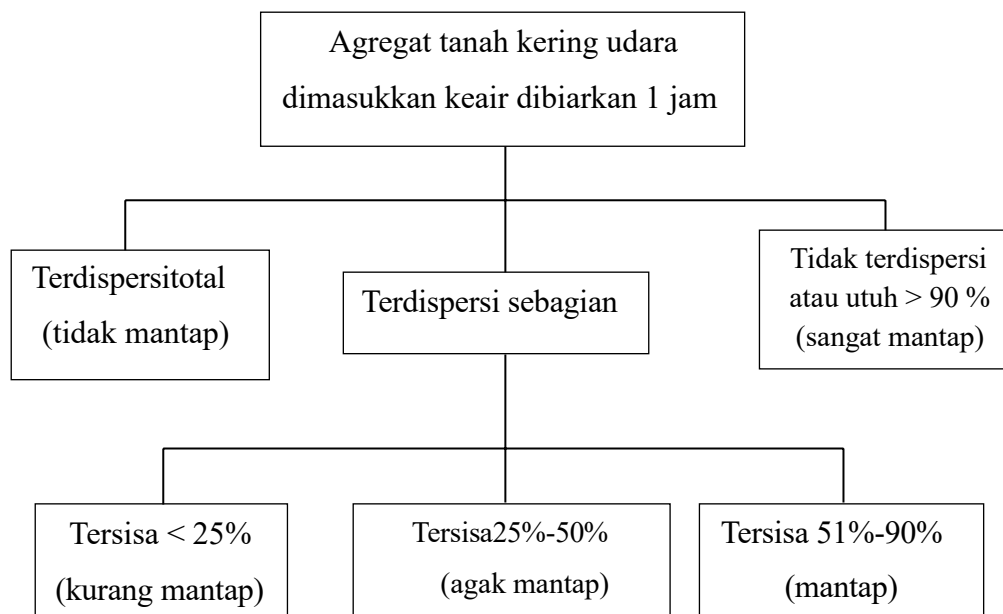 Agregat tanah kering udara
dimasukkan keair dibiarkan 1 jam
Terdispersitotal
(tidak mantap)
Terdispersi sebagian
Tidak terdispersi
atau utuh > 90 %
(sangat mantap)
Tersisa < 25%
(kurang mantap)
Tersisa25%-50%
(agak mantap)
Tersisa 51%-90%
(mantap)